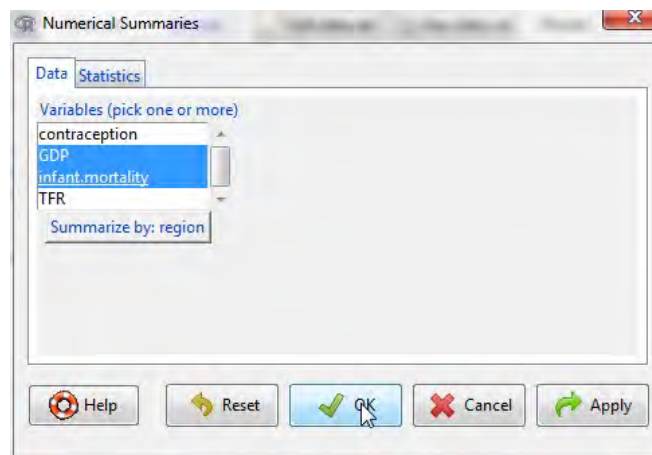 Numerical Summaries
Data Statistics
Variables (pick one or more)
contraception
GDP
infant.mortality
TFR
Summarize by: region
Help Reset OK Cancel Apply